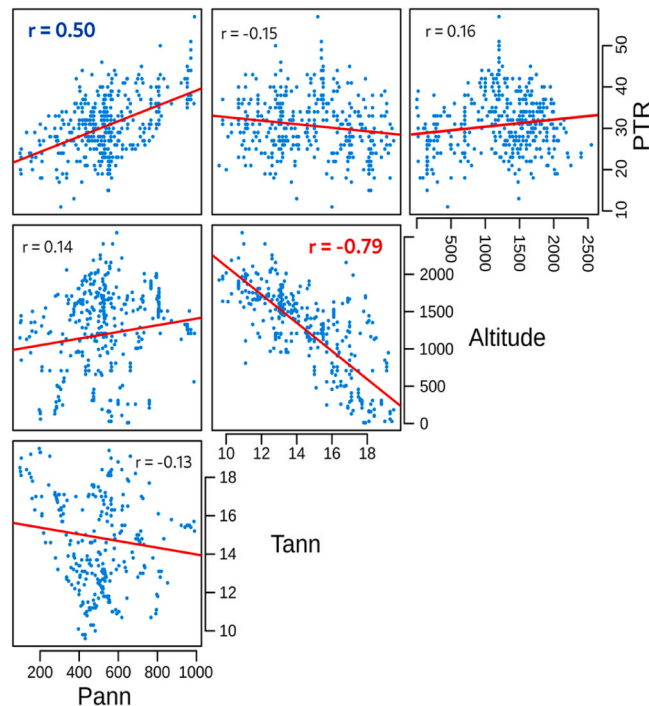 r = 0.50
r = -0.15
r = 0.16
10 20 30 40 50
PTR
500 1000 1500 2000 2500
r = 0.14
r = -0.79
0 500 1000 1500 2000
Altitude
10 12 14 16 18
r = -0.13
10 12 14 16 18
Tann
200 400 600 800 1000
Pann